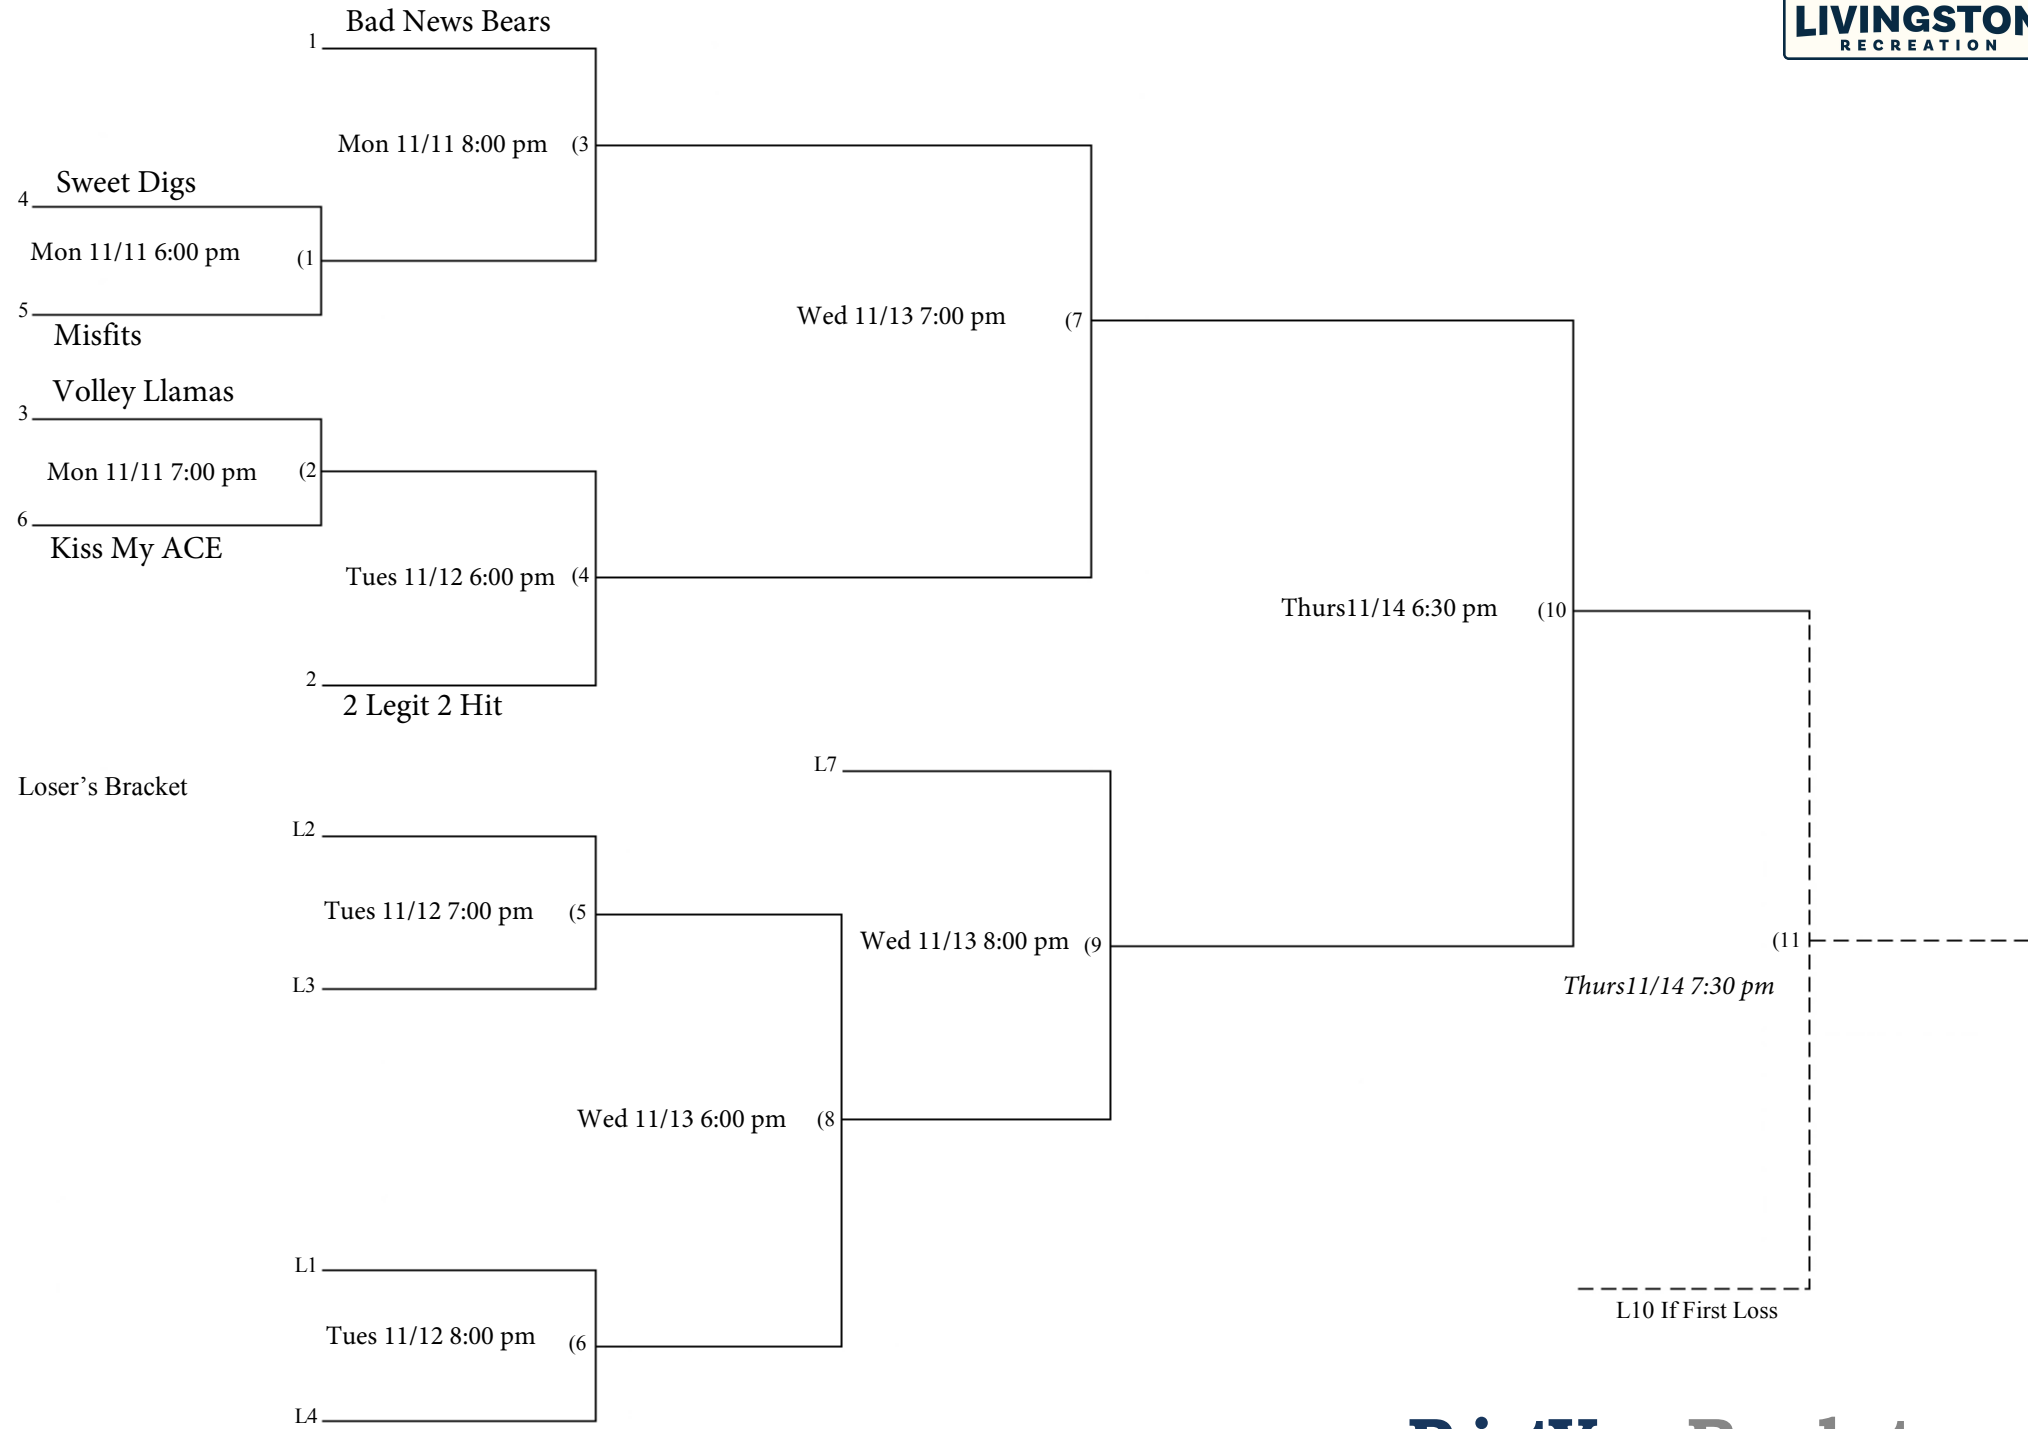 LIVINGSTON
RECREATION
Bad News Bears
1
Mon 11/11 8:00 pm (3
Sweet Digs
4
Mon 11/11 6:00 pm (1
5
Misfits
Wed 11/13 7:00 pm (7
Volley Llamas
3
Mon 11/11 7:00 pm (2
6
Kiss My ACE
Tues 11/12 6:00 pm (4
Thurs11/14 6:30 pm (10
2
2 Legit 2 Hit
L7
Loser’s Bracket
L2
Tues 11/12 7:00 pm (5
Wed 11/13 8:00 pm (9
(11
L3
Thurs11/14 7:30 pm
Wed 11/13 6:00 pm (8
L1
L10 If First Loss
Tues 11/12 8:00 pm (6
L4